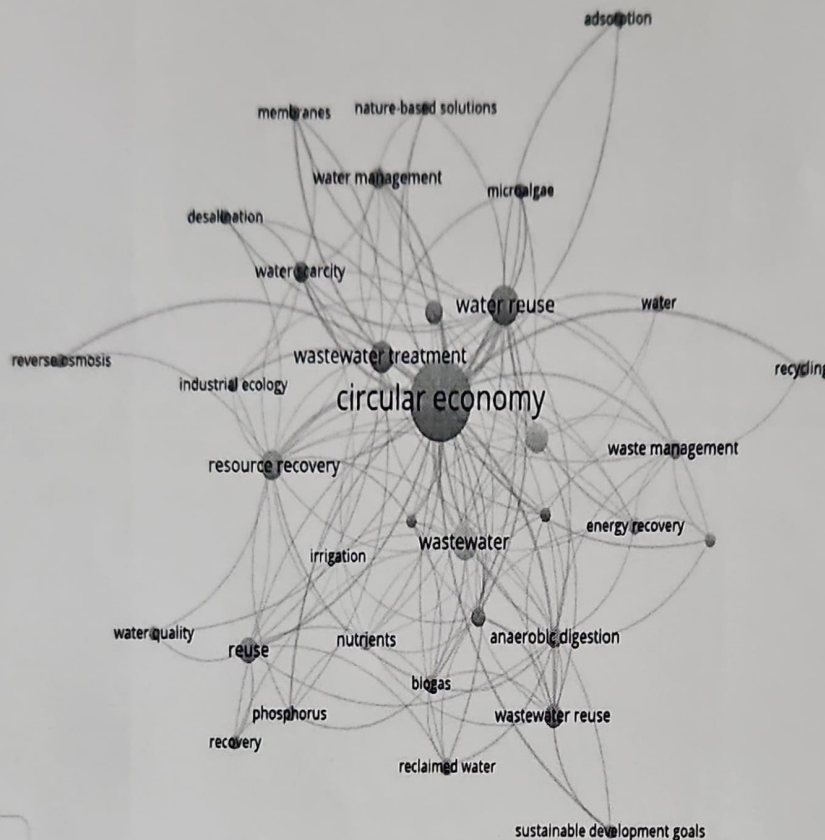 adsorption
membranes
nature-based solutions
water management
microalgae
desalination
water scarcity
water reuse
water
wastewater treatment
reverse osmosis
recycling
industrial ecology
circular economy
waste management
resource recovery
energy recovery
wastewater
irrigation
water quality
nutrients
anaerobic digestion
reuse
biogas
phosphorus
wastewater reuse
recovery
reclaimed water
sustainable development goals